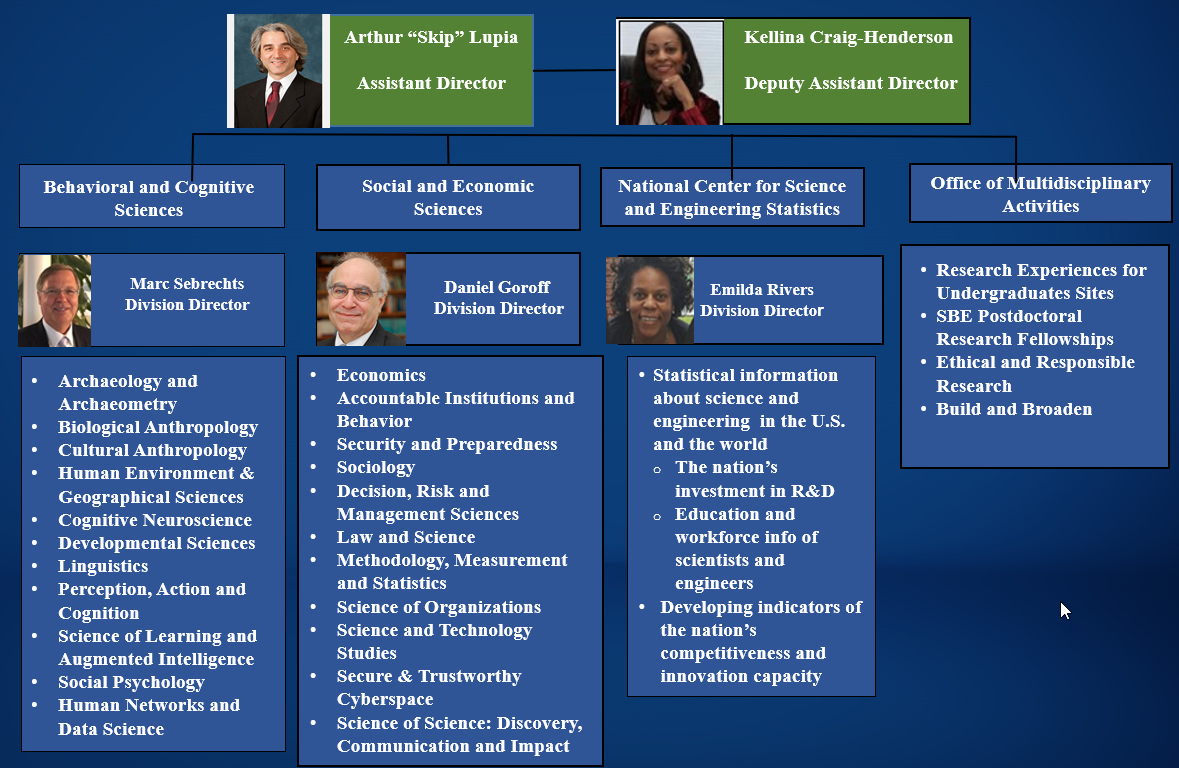 Arthur “Skip” Lupia
Assistant Director
Kellina Craig-Henderson
Deputy Assistant Director
Behavioral and Cognitive
Sciences
Social and Economic
Sciences
National Center for Science
and Engineering Statistics
Office of Multidisciplinary
Activities
Marc Sebrechts
Division Director
Daniel Goroff
Division Director
Emilda Rivers
Division Director
• Archaeology and
Archaeometry
• Biological Anthropology
• Cultural Anthropology
• Human Environment &
Geographical Sciences
• Cognitive Neuroscience
• Developmental Sciences
• Linguistics
• Perception, Action and
Cognition
• Science of Learning and
Augmented Intelligence
• Social Psychology
• Human Networks and
Data Science
• Economics
• Accountable Institutions and
Behavior
• Security and Preparedness
• Sociology
• Decision, Risk and
Management Sciences
• Law and Science
• Methodology, Measurement
and Statistics
• Science of Organizations
• Science and Technology
Studies
• Secure & Trustworthy
Cyberspace
• Science of Science: Discovery,
Communication and Impact
• Statistical information
about science and
engineering in the U.S.
and the world
o The nation’s
investment in R&D
o Education and
workforce info of
scientists and
engineers
• Developing indicators of
the nation’s
competitiveness and
innovation capacity
• Research Experiences for
Undergraduates Sites
• SBE Postdoctoral
Research Fellowships
• Ethical and Responsible
Research
• Build and Broaden